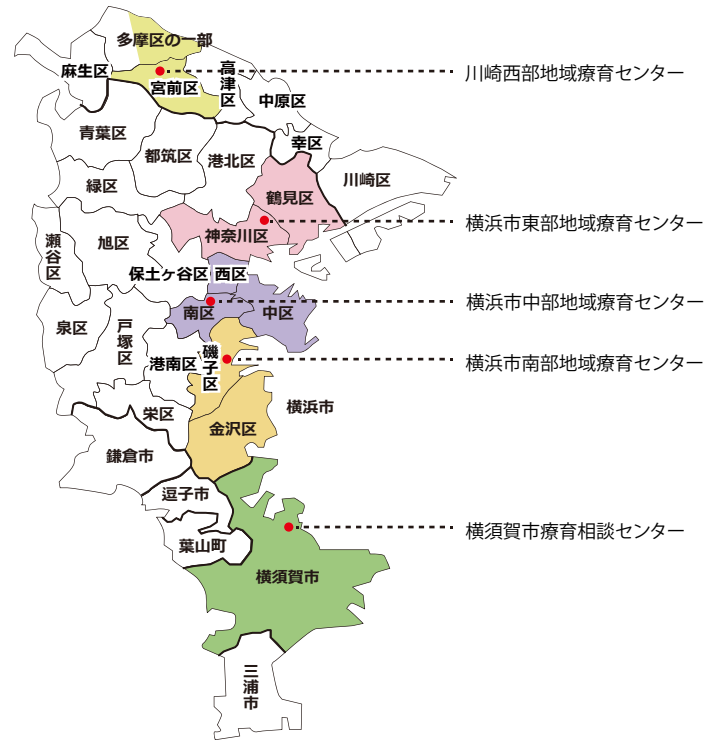 多摩区の一部
麻生区
宮前区
高津区
中原区
川崎西部地域療育センター
青葉区
都筑区
港北区
幸区
川崎区
緑区
鶴見区
瀬谷区
旭区
神奈川区
横浜市東部地域療育センター
保土ヶ谷区
西区
泉区
戸塚区
南区
中区
横浜市中部地域療育センター
港南区
磯子区
横浜市南部地域療育センター
栄区
金沢区
横浜市
鎌倉市
逗子市
葉山町
横須賀市療育相談センター
横須賀市
三浦市